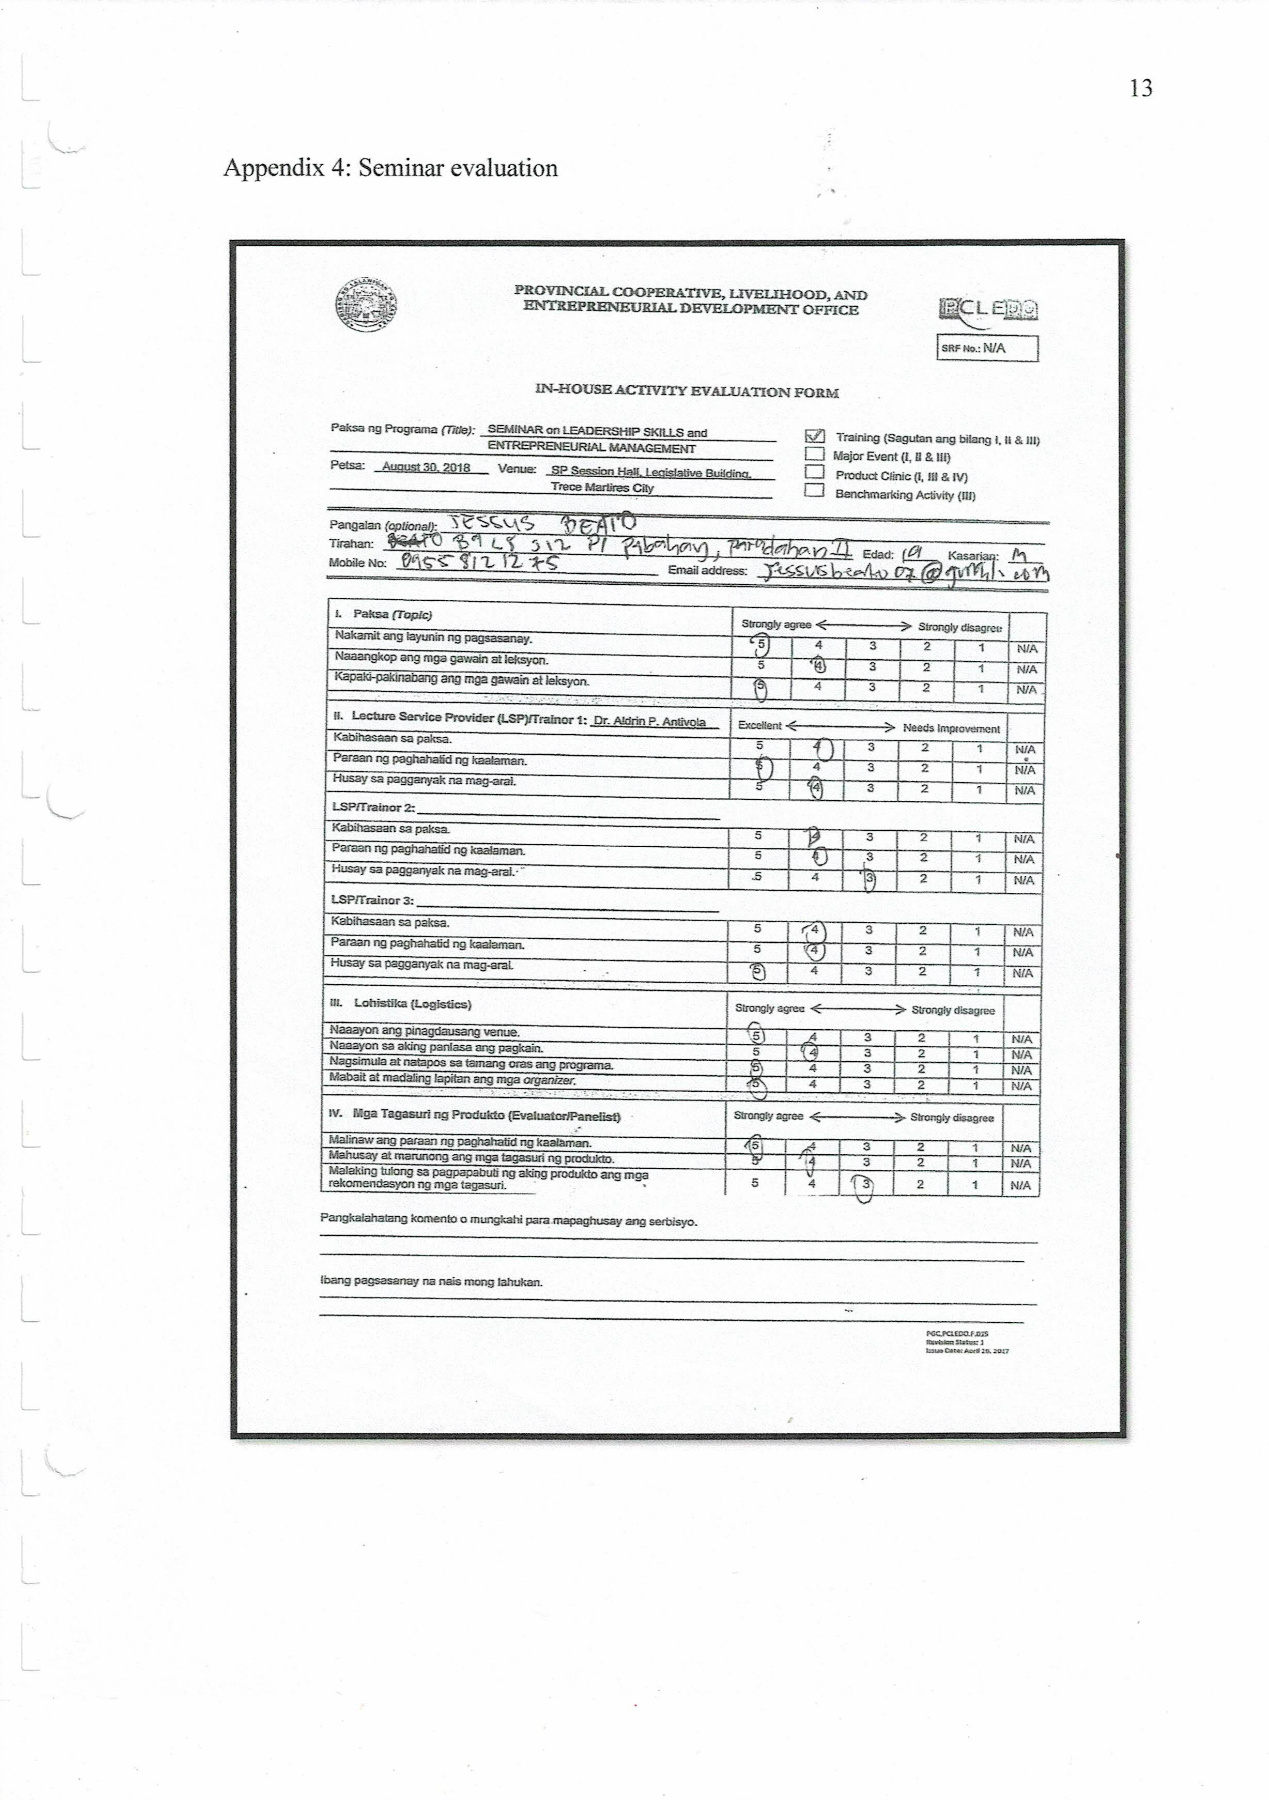 13
Appendix 4: Seminar evaluation
PROVINCIAL COOPERATIVE, LIVELIHOOD, AND
ENTREPRENEURIAL DEVELOPMENT OFFICE
PCLEDO
SRF No.: N/A
IN-HOUSE ACTIVITY EVALUATION FORM
Paksa ng Programa (Title): SEMINAR on LEADERSHIP SKILLS and
ENTREPRENEURIAL MANAGEMENT
Petsa: August 30, 2018 Venue: SP Session Hall, Legislative Building,
Trece Martires City
Training (Sagutan ang bilang I, II & III)
Major Event (I, II & III)
Product Clinic (I, III & IV)
Benchmarking Activity (III)
Pangalan (optional): JESSUS BEATO
Tirahan: B9 L8 312 P1 Pabahay, Paradahan II Edad: 19 Kasarian: M
Mobile No: 09558121275 Email address: jessusbeato07@gmail.com
I. Paksa (Topic) Strongly agree Strongly disagree
Nakamit ang layunin ng pagsasanay. 5 4 3 2 1 N/A
Naaangkop ang mga gawain at leksyon. 5 4 3 2 1 N/A
Kapaki-pakinabang ang mga gawain at leksyon. 5 4 3 2 1 N/A
II. Lecture Service Provider (LSP)/Trainor 1: Dr. Aldrin P. Antivola Excellent Needs Improvement
Kabihasaan sa paksa. 5 4 3 2 1 N/A
Paraan ng paghahatid ng kaalaman. 5 4 3 2 1 N/A
Husay sa pagganyak na mag-aral. 5 4 3 2 1 N/A
LSP/Trainor 2:
Kabihasaan sa paksa. 5 4 3 2 1 N/A
Paraan ng paghahatid ng kaalaman. 5 4 3 2 1 N/A
Husay sa pagganyak na mag-aral. 5 4 3 2 1 N/A
LSP/Trainor 3:
Kabihasaan sa paksa. 5 4 3 2 1 N/A
Paraan ng paghahatid ng kaalaman. 5 4 3 2 1 N/A
Husay sa pagganyak na mag-aral. 5 4 3 2 1 N/A
III. Lohistika (Logistics) Strongly agree Strongly disagree
Naaayon ang pinagdausang venue. 5 4 3 2 1 N/A
Naaayon sa aking panlasa ang pagkain. 5 4 3 2 1 N/A
Nagsimula at natapos sa tamang oras ang programa. 5 4 3 2 1 N/A
Mabait at madaling lapitan ang mga organizer. 5 4 3 2 1 N/A
IV. Mga Tagasuri ng Produkto (Evaluator/Panelist) Strongly agree Strongly disagree
Malinaw ang paraan ng paghahatid ng kaalaman. 5 4 3 2 1 N/A
Mahusay at marunong ang mga tagasuri ng produkto. 5 4 3 2 1 N/A
Malaking tulong sa pagpapabuti ng aking produkto ang mga
rekomendasyon ng mga tagasuri. 5 4 3 2 1 N/A
Pangkalahatang komento o mungkahi para mapaghusay ang serbisyo.
Ibang pagsasanay na nais mong lahukan.
PGC.PCLEDO.F.025
Revision Status: 1
Issue Date: April 26, 2017